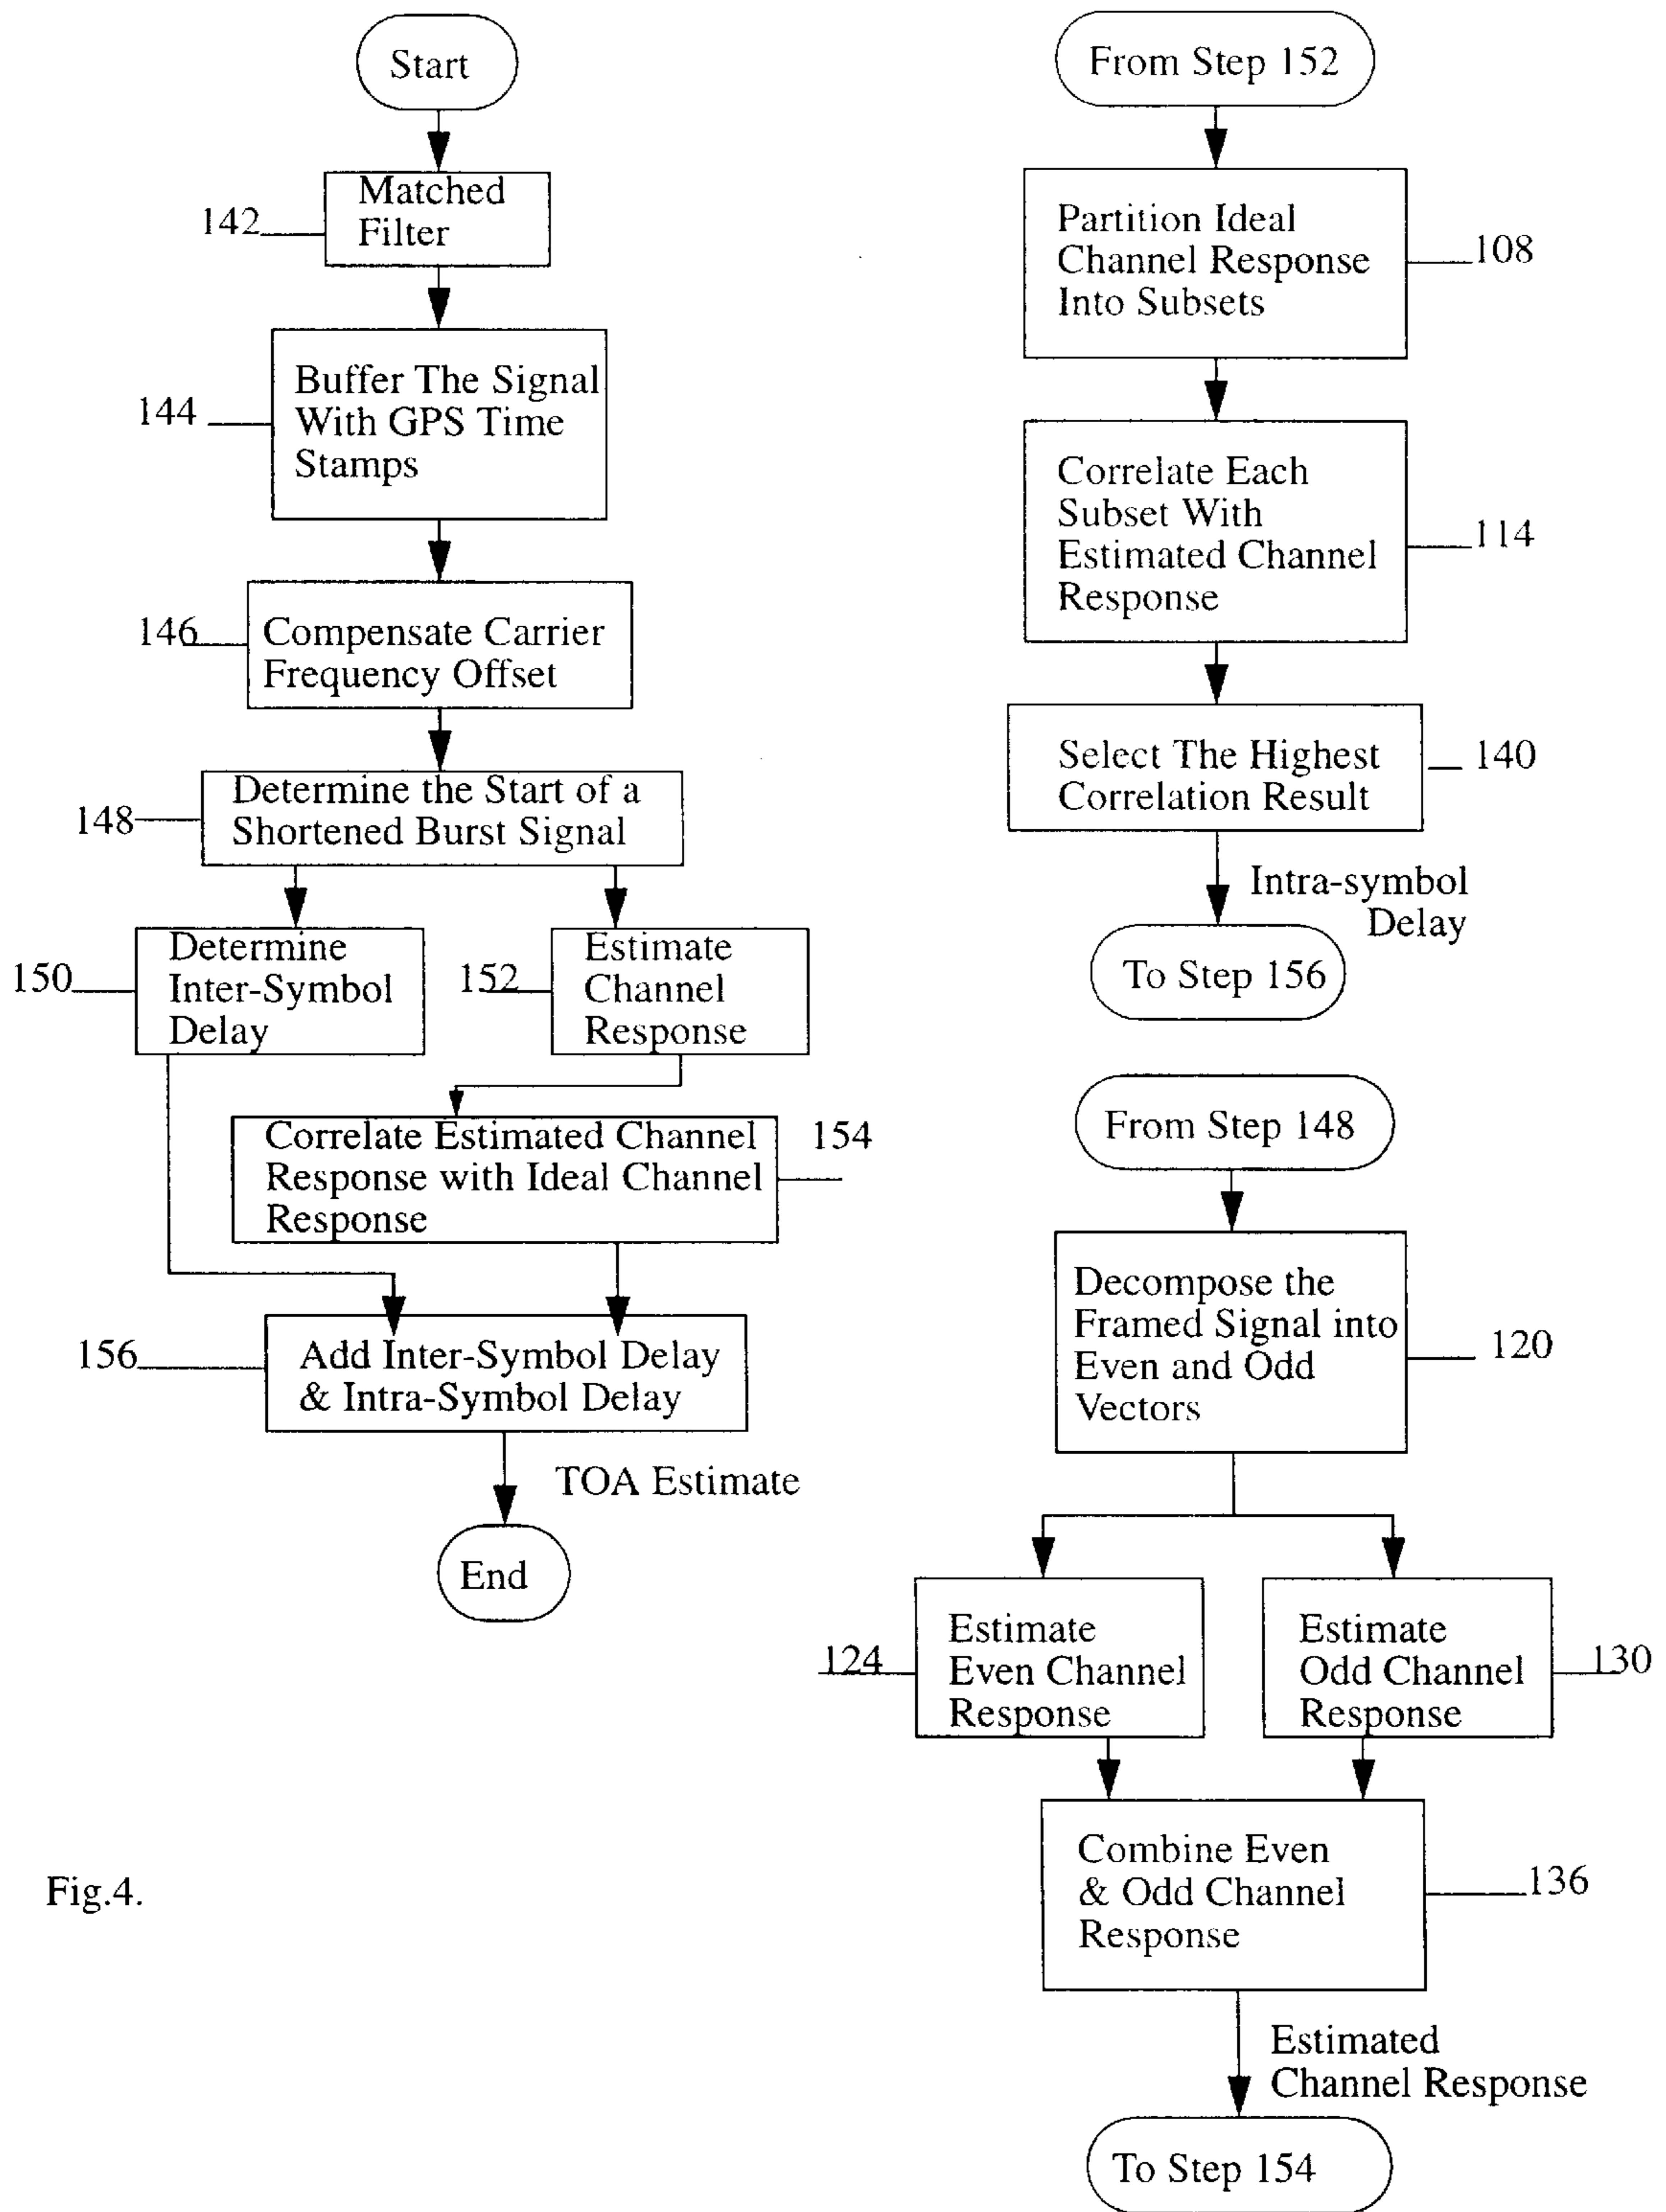 Start
Matched
Filter
142
Buffer The Signal
With GPS Time
Stamps
144
Compensate Carrier
Frequency Offset
146
Determine the Start of a
Shortened Burst Signal
148
Determine
Inter-Symbol
Delay
150
Estimate
Channel
Response
152
Correlate Estimated Channel
Response with Ideal Channel
Response
154
Add Inter-Symbol Delay
& Intra-Symbol Delay
156
TOA Estimate
End
From Step 152
Partition Ideal
Channel Response
Into Subsets
108
Correlate Each
Subset With
Estimated Channel
Response
114
Select The Highest
Correlation Result
140
Intra-symbol
Delay
To Step 156
From Step 148
Decompose the
Framed Signal into
Even and Odd
Vectors
120
Estimate
Even Channel
Response
124
Estimate
Odd Channel
Response
130
Combine Even
& Odd Channel
Response
136
Estimated
Channel Response
To Step 154
Fig.4.